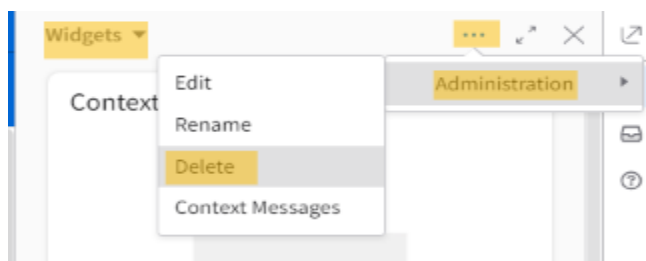 Widgets
...
Edit
Administration
Context
Rename
Delete
Context Messages